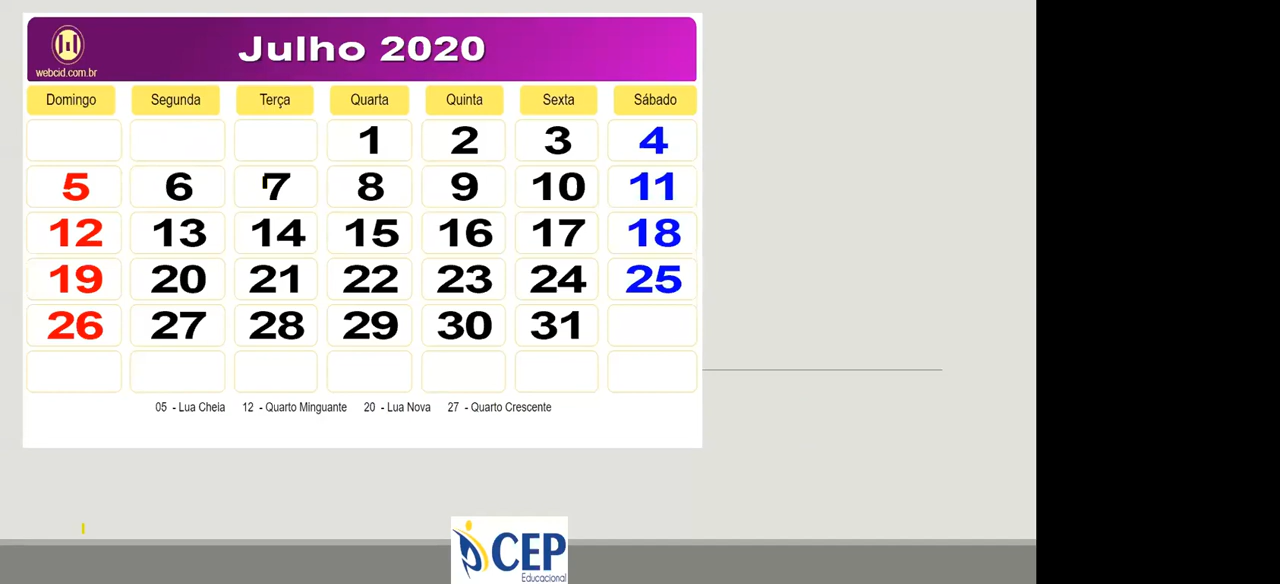 Julho 2020
webcid.com.br
Domingo Segunda Terça Quarta Quinta Sexta Sábado
1 2 3 4
5 6 7 8 9 10 11
12 13 14 15 16 17 18
19 20 21 22 23 24 25
26 27 28 29 30 31
05 - Lua Cheia 12 - Quarto Minguante 20 - Lua Nova 27 - Quarto Crescente
CEP
Educacional